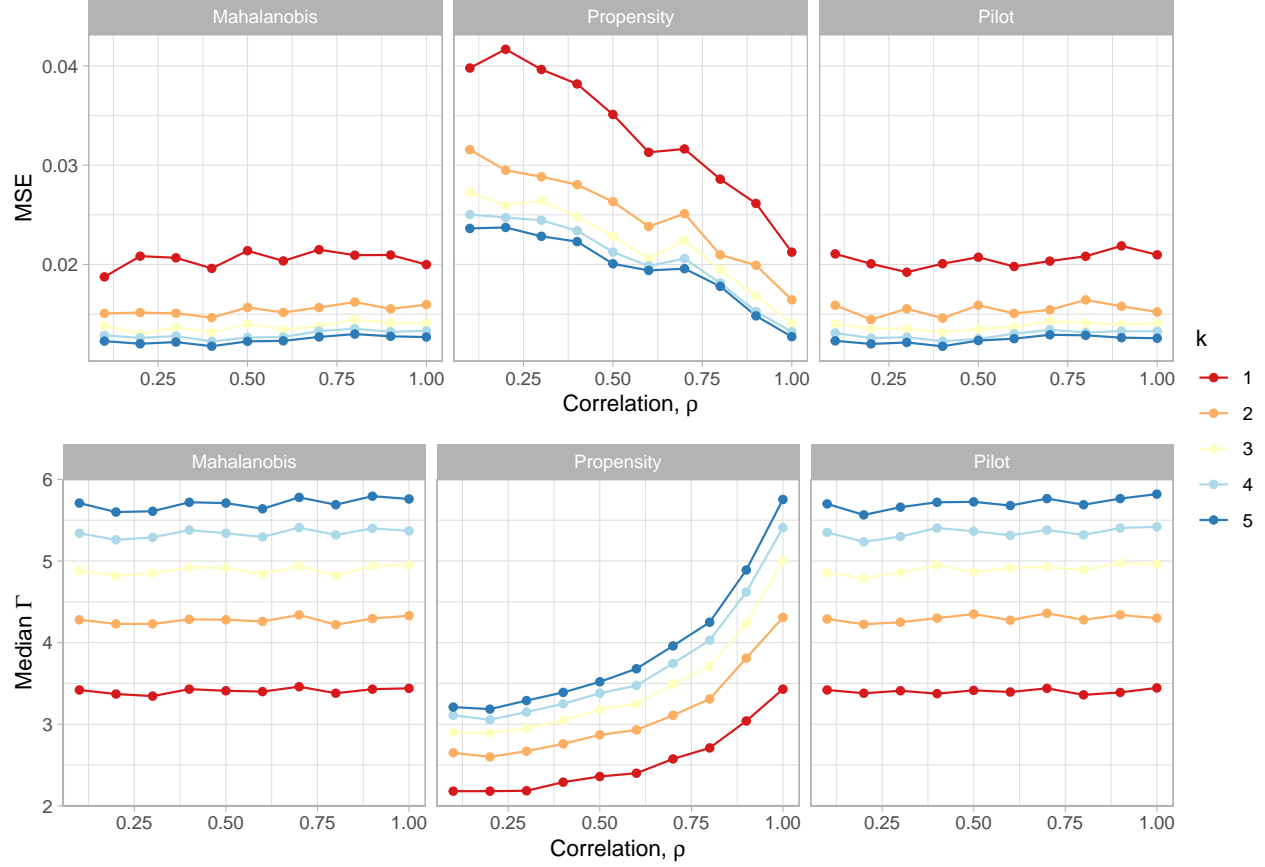 Mahalanobis Propensity Pilot
0.04
0.03
0.02
MSE
0.25 0.50 0.75 1.00 0.25 0.50 0.75 1.00 0.25 0.50 0.75 1.00
Correlation, ρ
k
1
2
3
4
5
Mahalanobis Propensity Pilot
6
5
4
3
2
Median Γ
0.25 0.50 0.75 1.00 0.25 0.50 0.75 1.00 0.25 0.50 0.75 1.00
Correlation, ρ